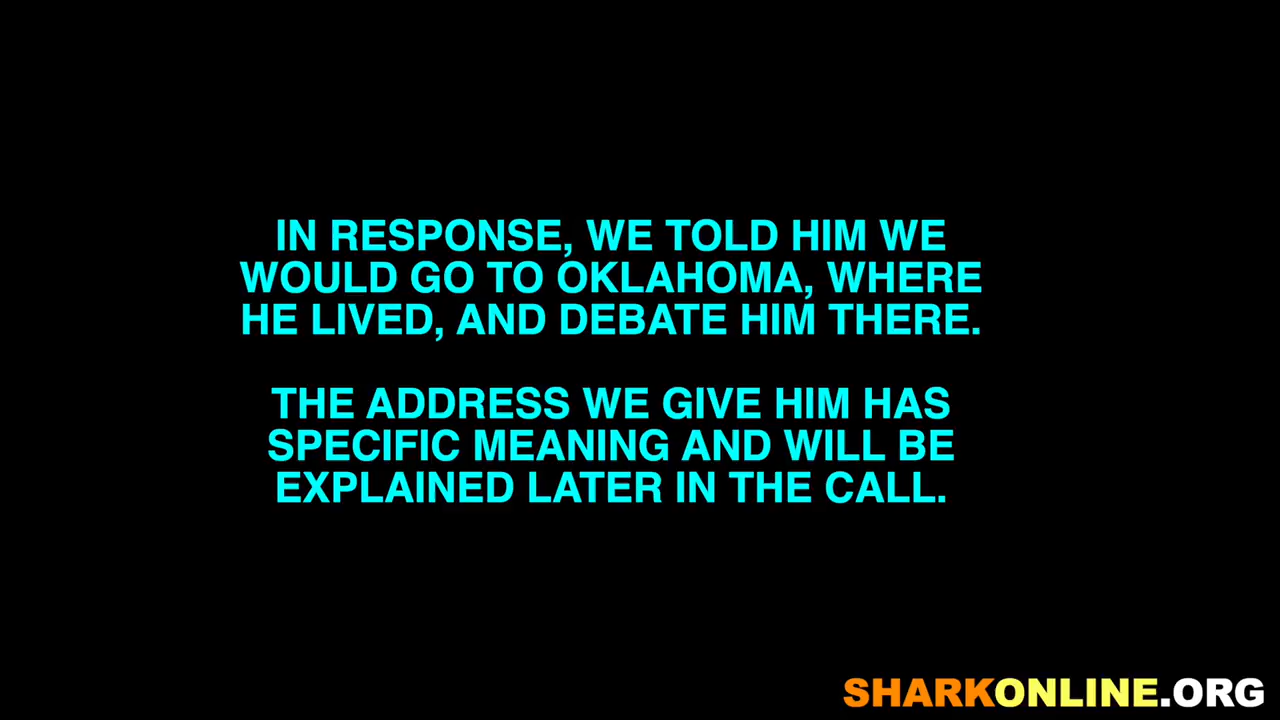 IN RESPONSE, WE TOLD HIM WE
WOULD GO TO OKLAHOMA, WHERE
HE LIVED, AND DEBATE HIM THERE.
THE ADDRESS WE GIVE HIM HAS
SPECIFIC MEANING AND WILL BE
EXPLAINED LATER IN THE CALL.
SHARKONLINE.ORG